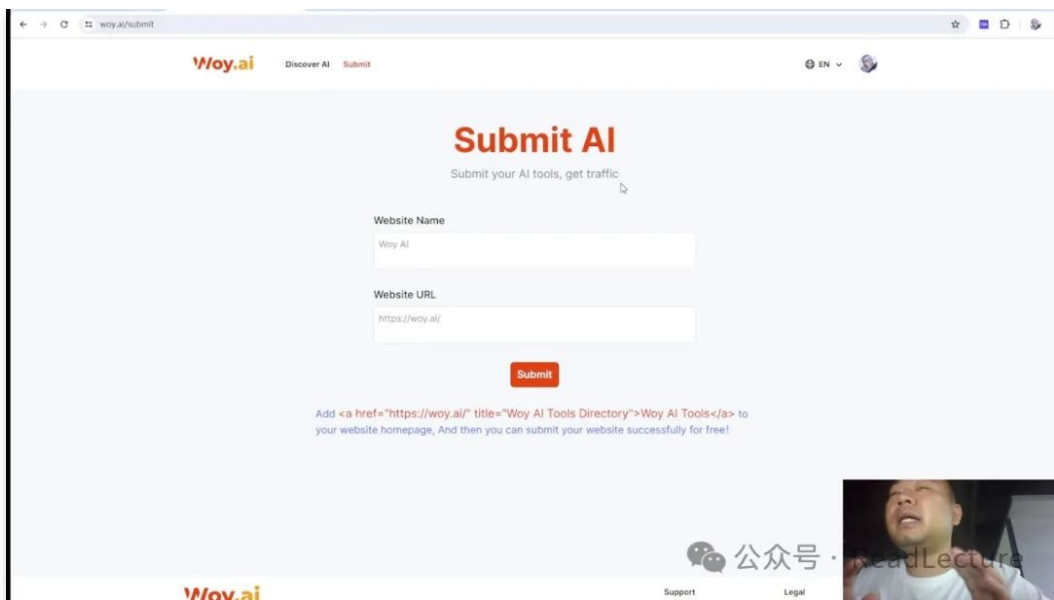 woy.ai/submit
Woy.ai
Discover AI
Submit
EN
Submit AI
Submit your AI tools, get traffic
Website Name
Woy AI
Website URL
https://woy.ai/
Submit
Add <a href="https://woy.ai/" title="Woy AI Tools Directory">Woy AI Tools</a> to
your website homepage, And then you can submit your website successfully for free!
公众号 · ReadLecture
Woy.ai
Support
Legal